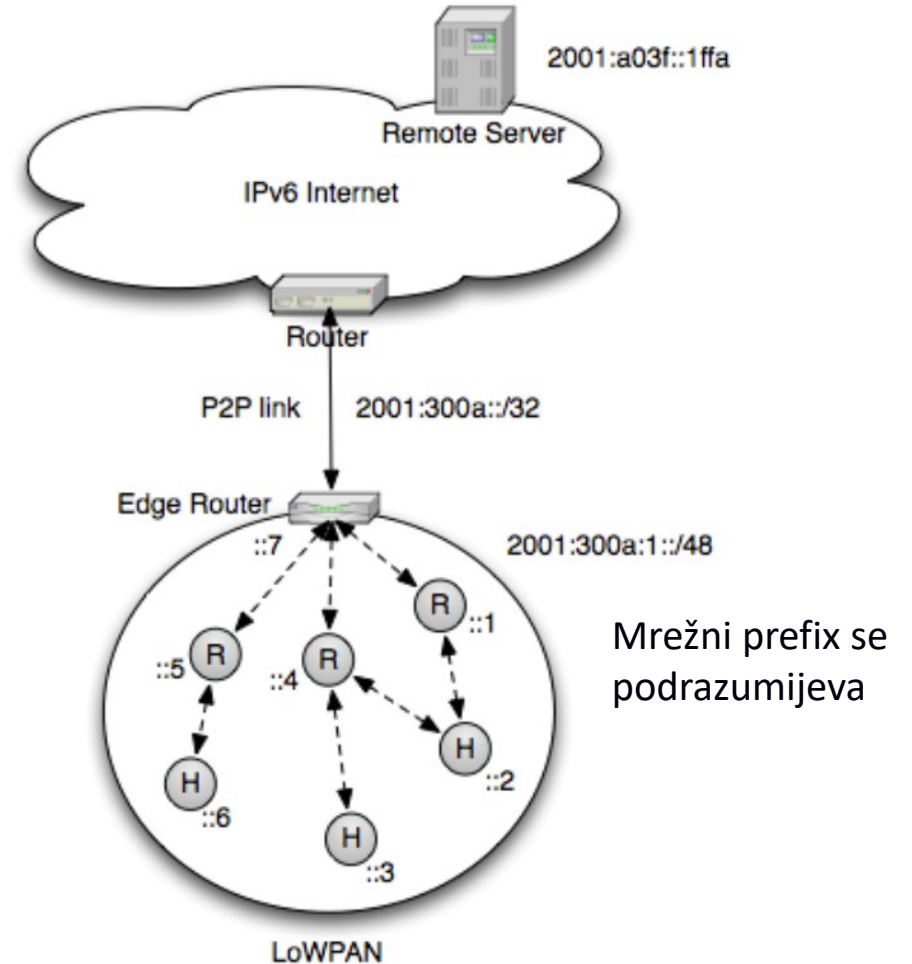 2001:a03f::1ffa
Remote Server
IPv6 Internet
Router
P2P link
2001:300a::/32
Edge Router
::7
2001:300a:1::/48
R
::1
R
::5
R
::4
Mrežni prefix se
podrazumijeva
H
::2
H
::6
H
::3
LoWPAN